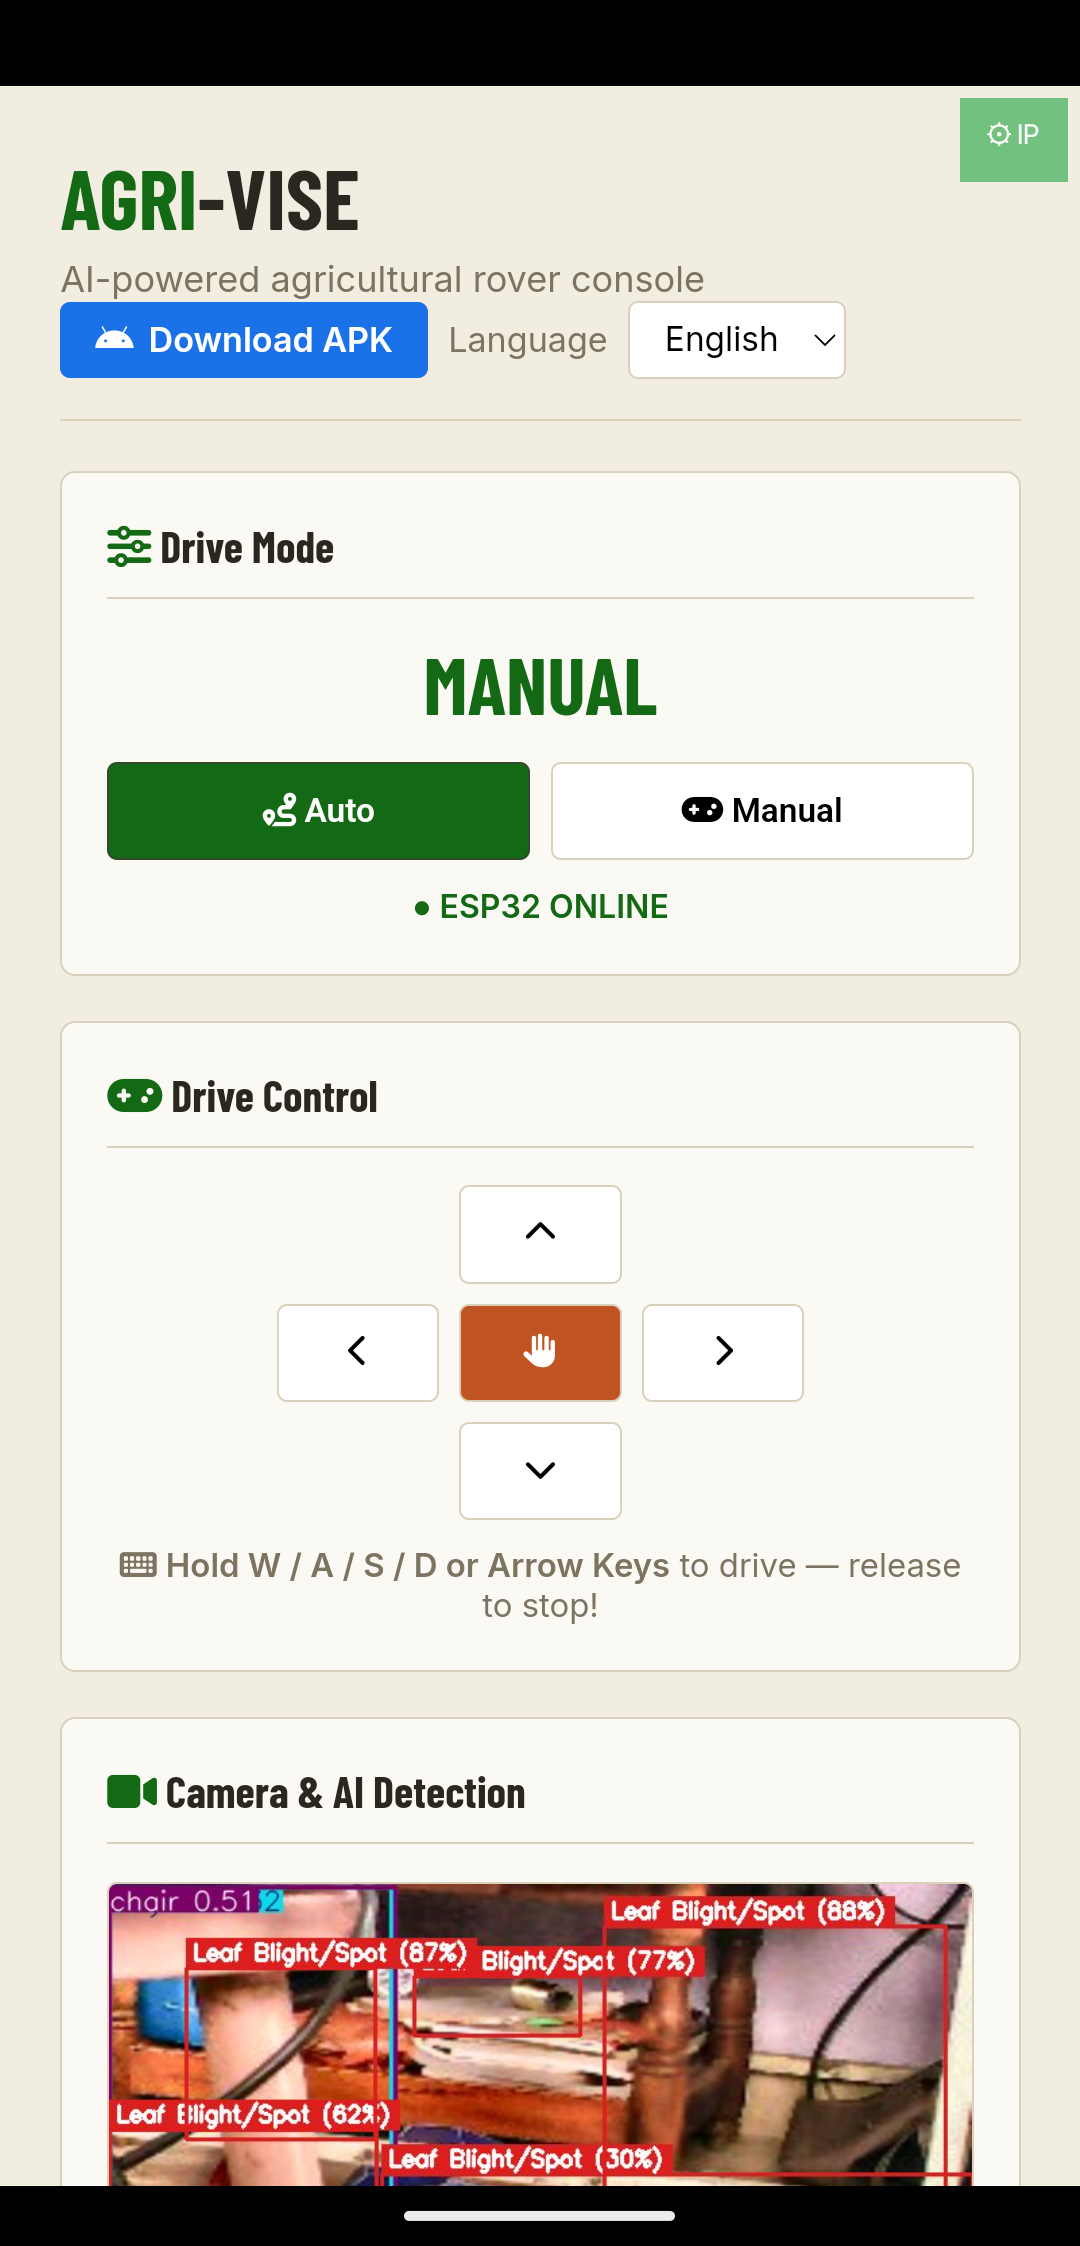 IP
AGRI-VISE
AI-powered agricultural rover console
Download APK Language English
Drive Mode
MANUAL
Auto Manual
ESP32 ONLINE
Drive Control
Hold W / A / S / D or Arrow Keys to drive — release
to stop!
Camera & AI Detection
chair 0.51 2
Leaf Blight/Spot (88%)
Leaf Blight/Spot (87%) Blight/Spot (77%)
Leaf Blight/Spot (62%)
Leaf Blight/Spot (30%)